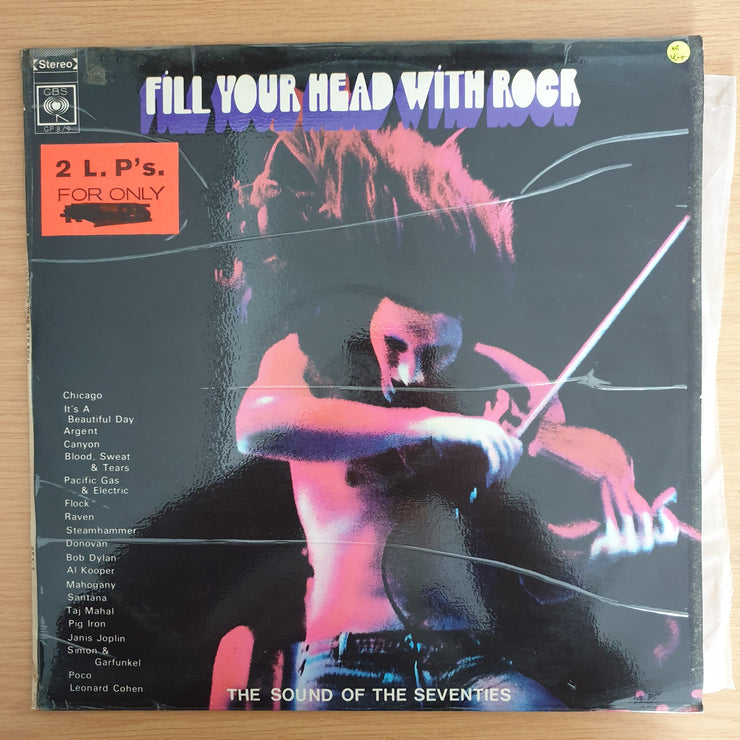 Stereo
CBS
GP 8/9
FILL YOUR HEAD WITH ROCK
2 L. P's.
FOR ONLY
Chicago
It's A
Beautiful Day
Argent
Canyon
Blood, Sweat
& Tears
Pacific Gas
& Electric
Flock
Raven
Steamhammer
Donovan
Bob Dylan
Al Kooper
Mahogany
Santana
Taj Mahal
Pig Iron
Janis Joplin
Simon &
Garfunkel
Poco
Leonard Cohen
THE SOUND OF THE SEVENTIES